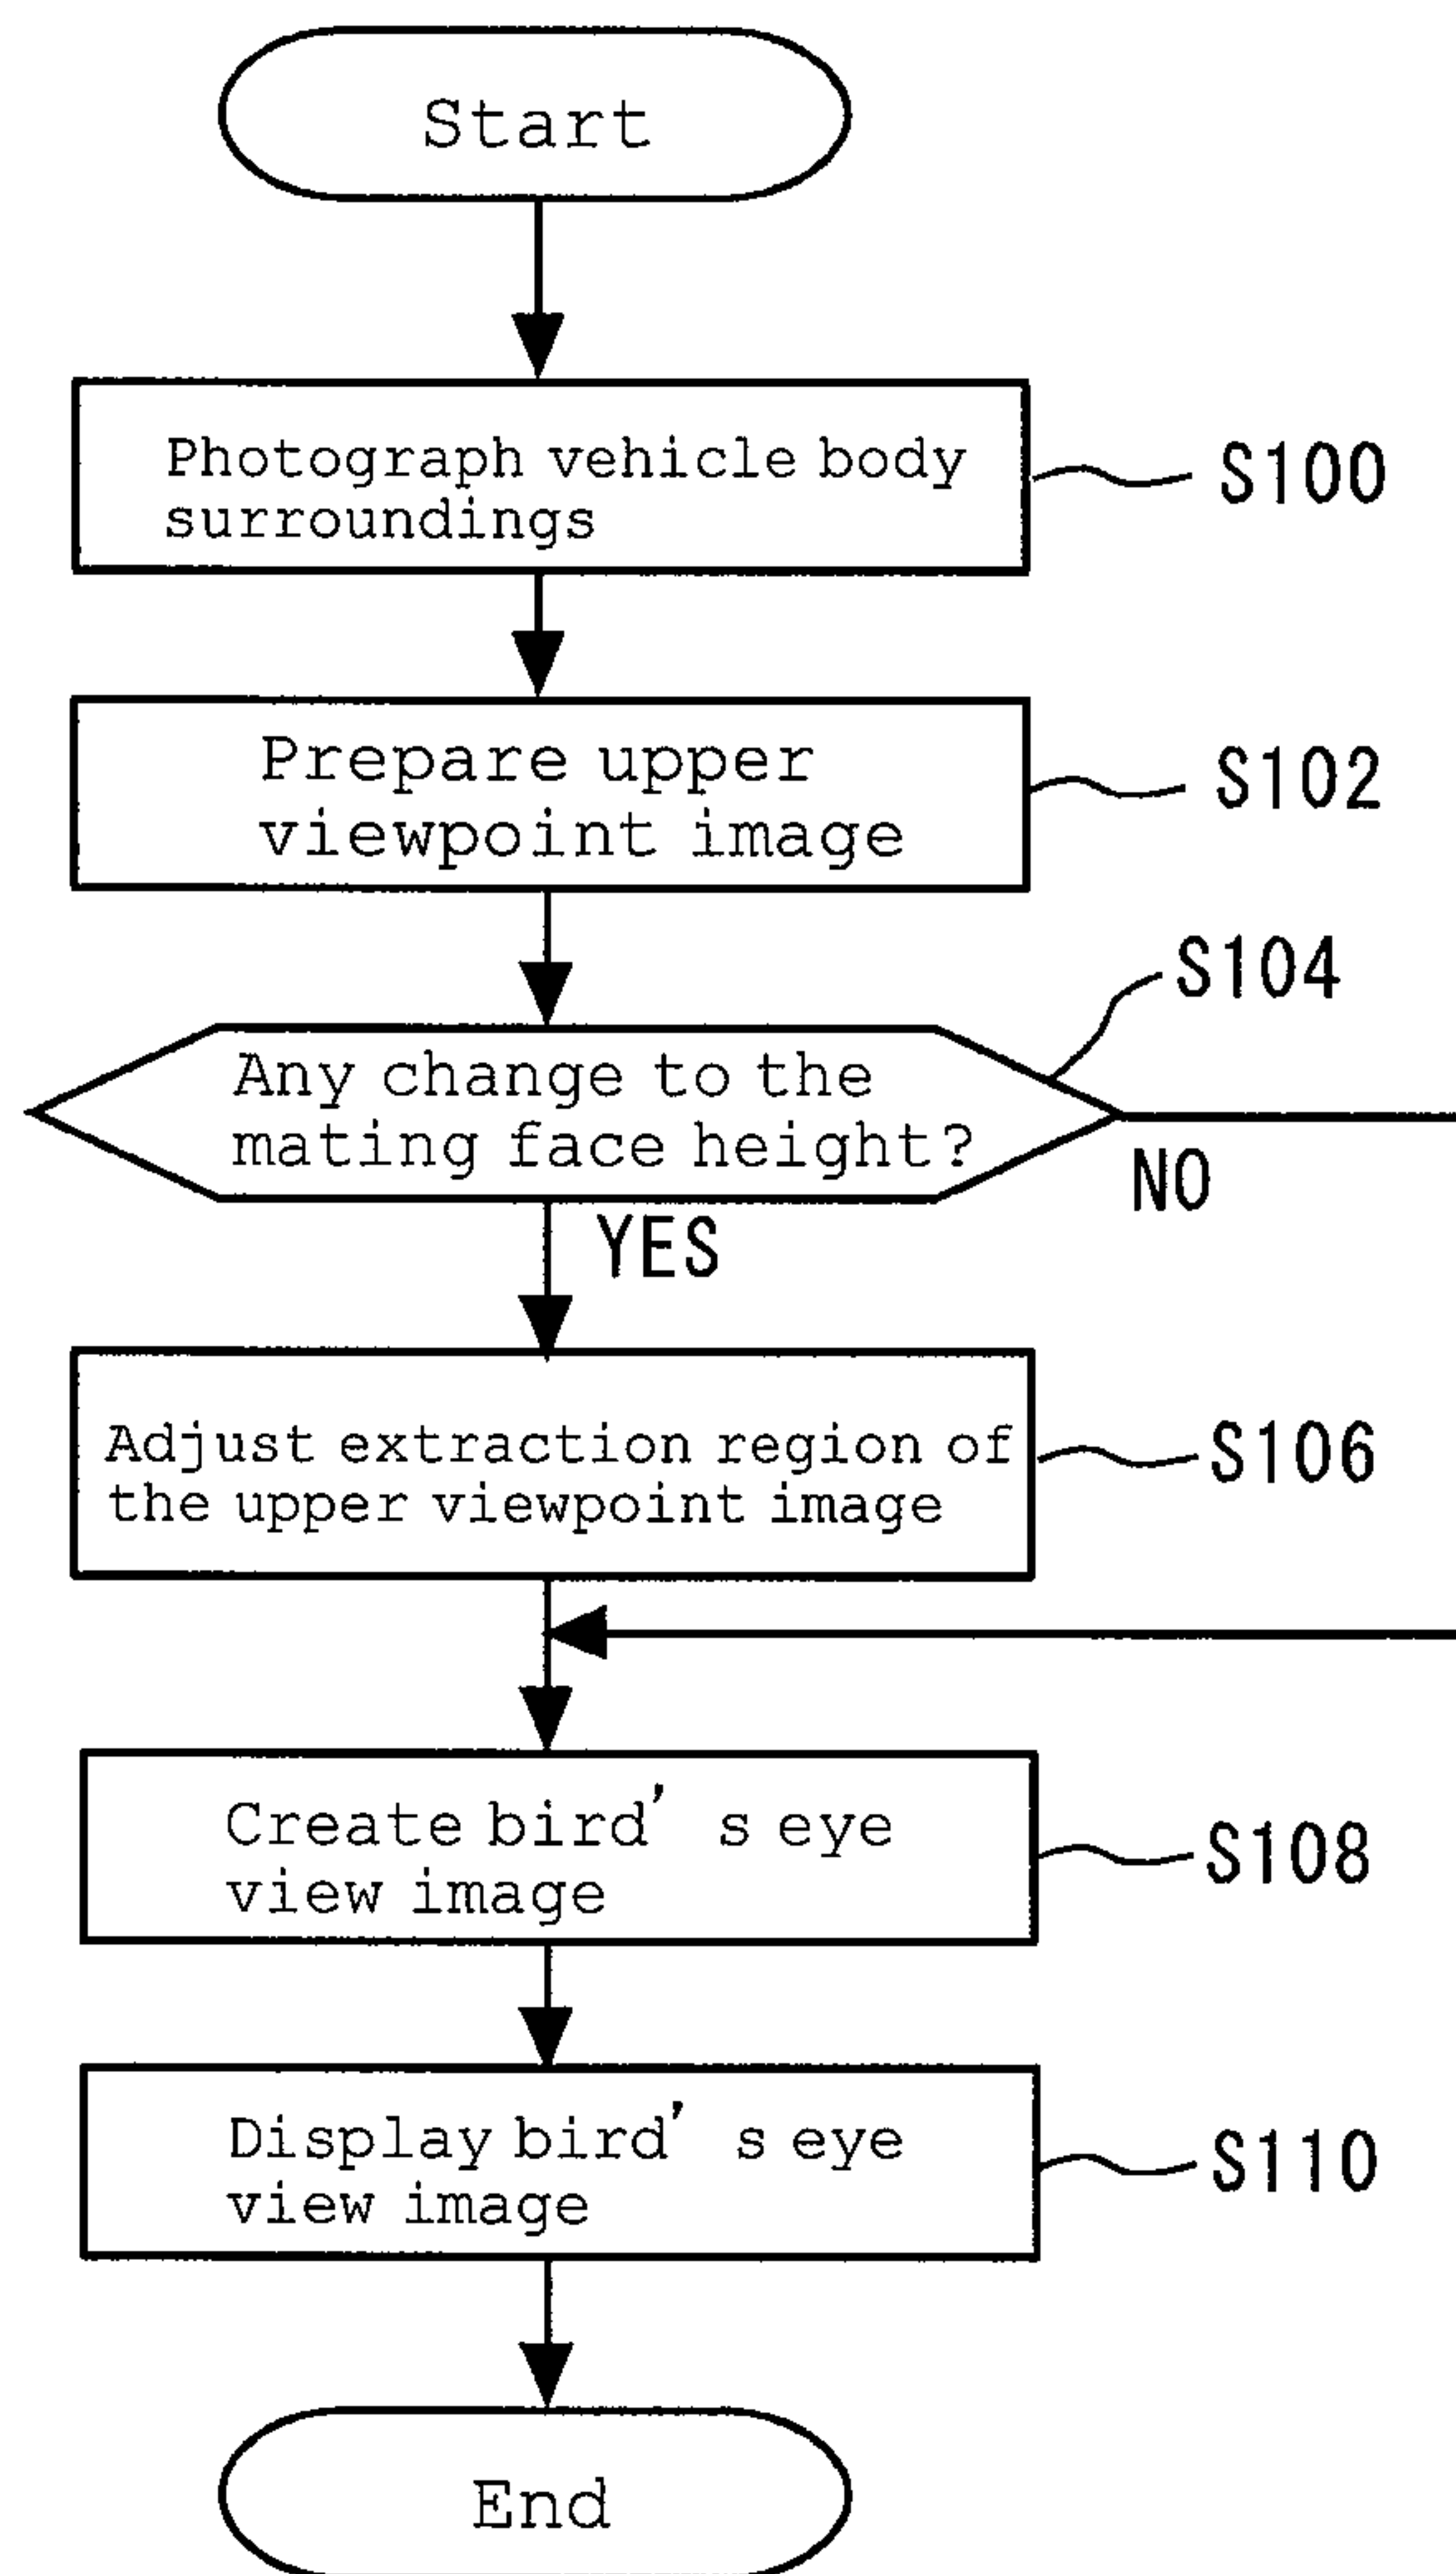 Start
Photograph vehicle body
surroundings
S100
Prepare upper
viewpoint image
S102
S104
Any change to the
mating face height?
NO
YES
Adjust extraction region of
the upper viewpoint image
S106
Create bird's eye
view image
S108
Display bird's eye
view image
S110
End